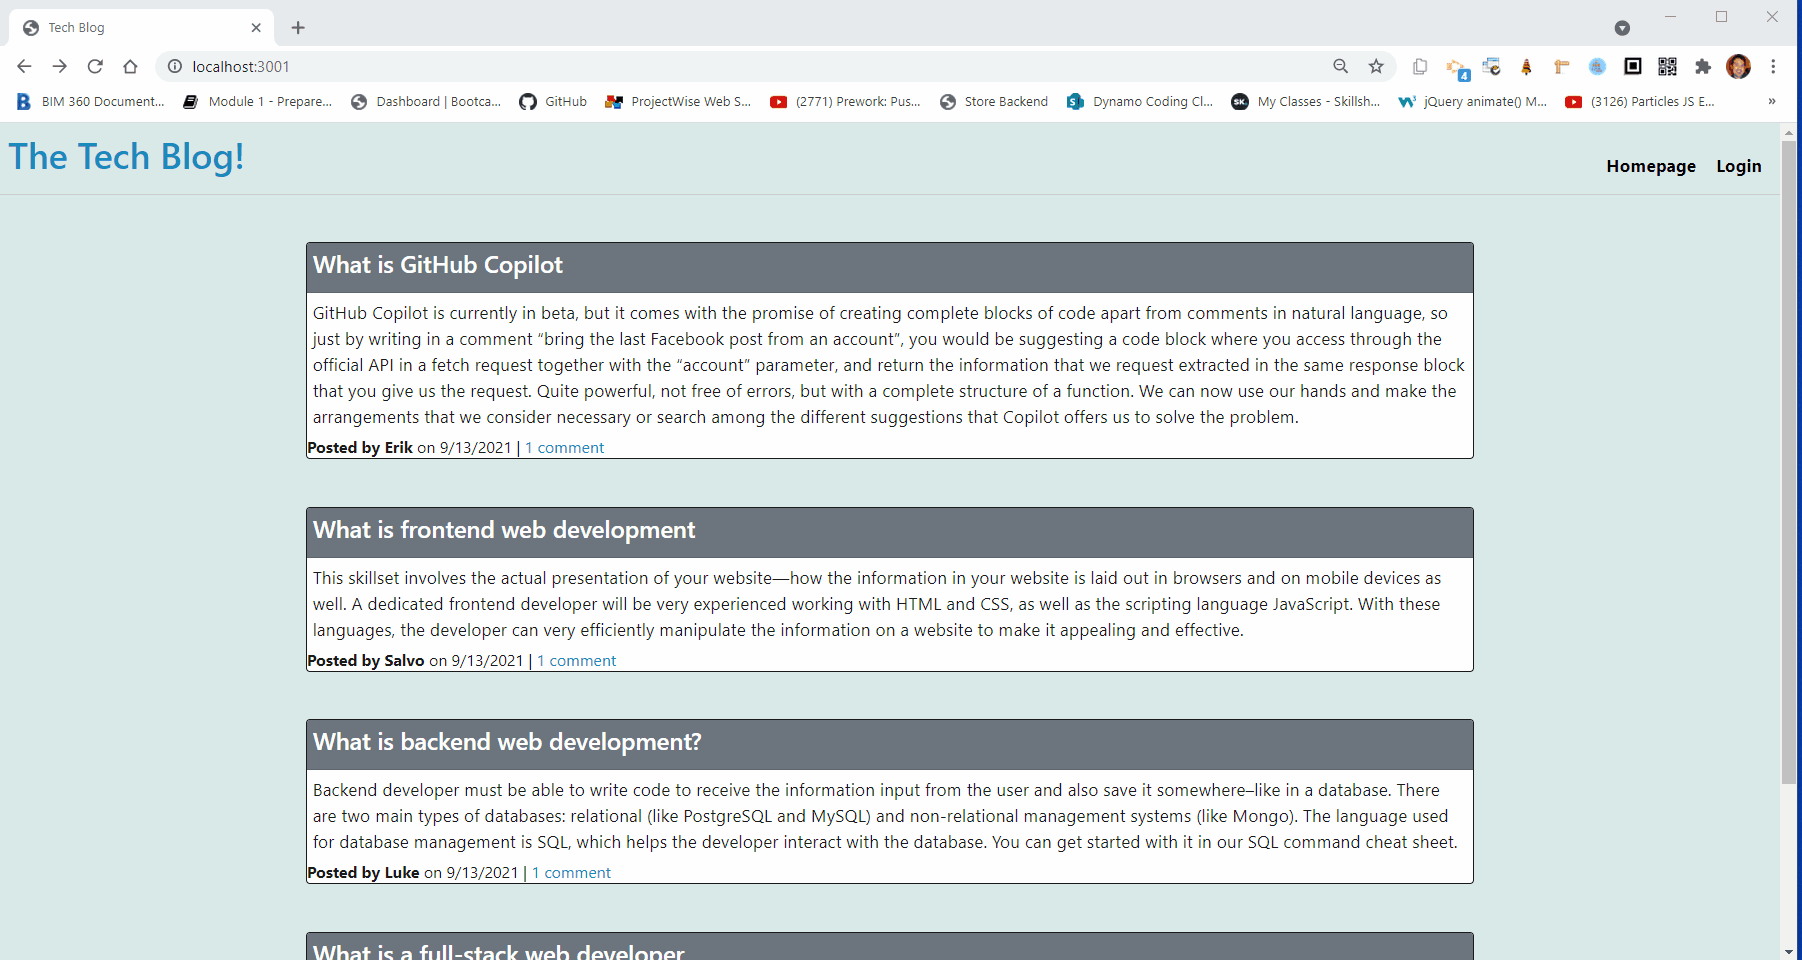 Tech Blog
localhost:3001
4
BIM 360 Document... Module 1 - Prepare... Dashboard | Bootca... GitHub ProjectWise Web S... (2771) Prework: Pus... Store Backend Dynamo Coding Cl... SK. My Classes - Skillsh... jQuery animate() M... (3126) Particles JS E... »
The Tech Blog!
Homepage Login
What is GitHub Copilot
GitHub Copilot is currently in beta, but it comes with the promise of creating complete blocks of code apart from comments in natural language, so
just by writing in a comment “bring the last Facebook post from an account”, you would be suggesting a code block where you access through the
official API in a fetch request together with the “account” parameter, and return the information that we request extracted in the same response block
that you give us the request. Quite powerful, not free of errors, but with a complete structure of a function. We can now use our hands and make the
arrangements that we consider necessary or search among the different suggestions that Copilot offers us to solve the problem.
Posted by Erik on 9/13/2021 | 1 comment
What is frontend web development
This skillset involves the actual presentation of your website—how the information in your website is laid out in browsers and on mobile devices as
well. A dedicated frontend developer will be very experienced working with HTML and CSS, as well as the scripting language JavaScript. With these
languages, the developer can very efficiently manipulate the information on a website to make it appealing and effective.
Posted by Salvo on 9/13/2021 | 1 comment
What is backend web development?
Backend developer must be able to write code to receive the information input from the user and also save it somewhere–like in a database. There
are two main types of databases: relational (like PostgreSQL and MySQL) and non-relational management systems (like Mongo). The language used
for database management is SQL, which helps the developer interact with the database. You can get started with it in our SQL command cheat sheet.
Posted by Luke on 9/13/2021 | 1 comment
What is a full-stack web developer